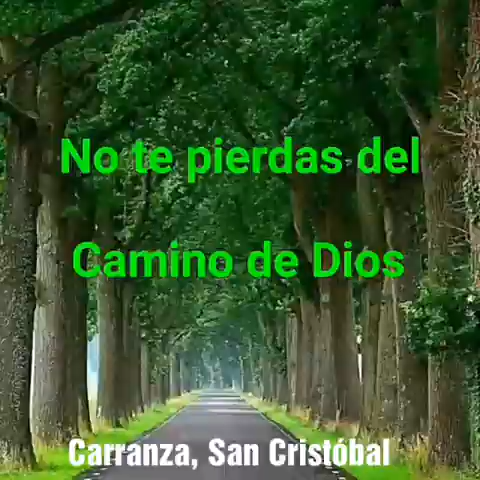 No te pierdas del
Camino de Dios
Carranza, San Cristóbal